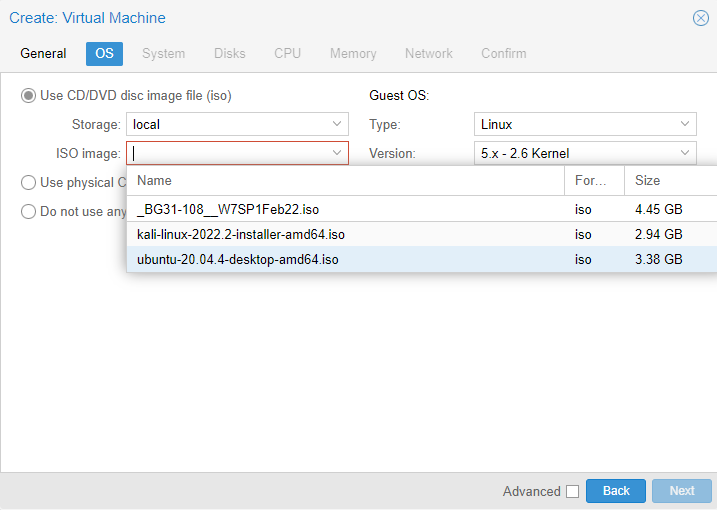 Create: Virtual Machine
General OS System Disks CPU Memory Network Confirm
Use CD/DVD disc image file (iso) Guest OS:
Storage: local Type: Linux
ISO image: Version: 5.x - 2.6 Kernel
Use physical C
Name For... Size
Do not use any
_BG31-108__W7SP1Feb22.iso iso 4.45 GB
kali-linux-2022.2-installer-amd64.iso iso 2.94 GB
ubuntu-20.04.4-desktop-amd64.iso iso 3.38 GB
Advanced Back Next